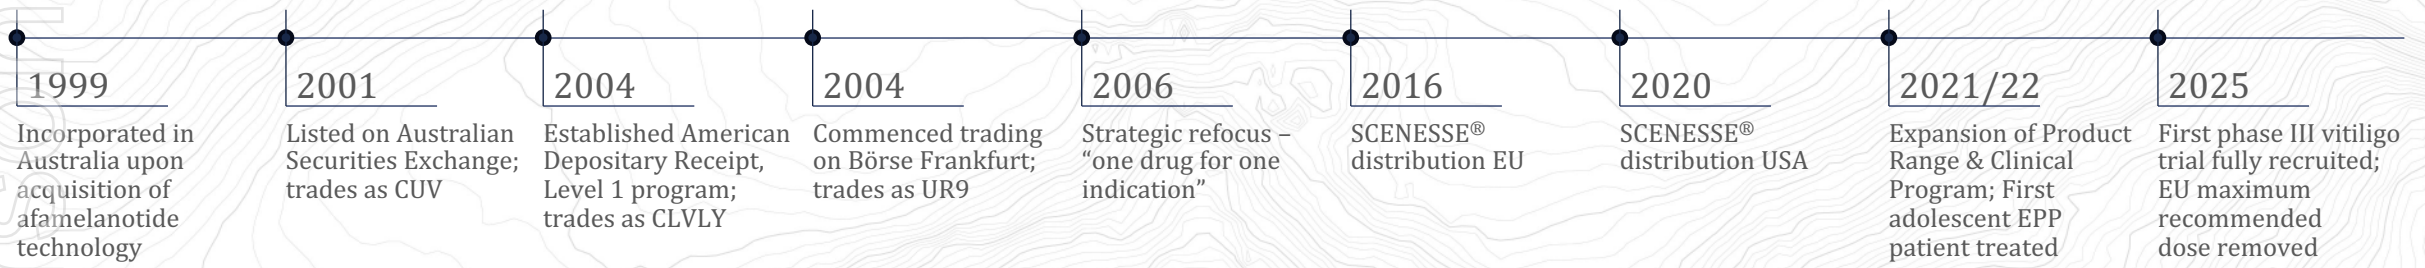 1999
Incorporated in
Australia upon
acquisition of
afamelanotide
technology
2001
Listed on Australian
Securities Exchange;
trades as CUV
2004
Established American
Depositary Receipt,
Level 1 program;
trades as CLVLY
2004
Commenced trading
on Börse Frankfurt;
trades as UR9
2006
Strategic refocus –
“one drug for one
indication”
2016
SCENESSE®
distribution EU
2020
SCENESSE®
distribution USA
2021/22
Expansion of Product
Range & Clinical
Program; First
adolescent EPP
patient treated
2025
First phase III vitiligo
trial fully recruited;
EU maximum
recommended
dose removed